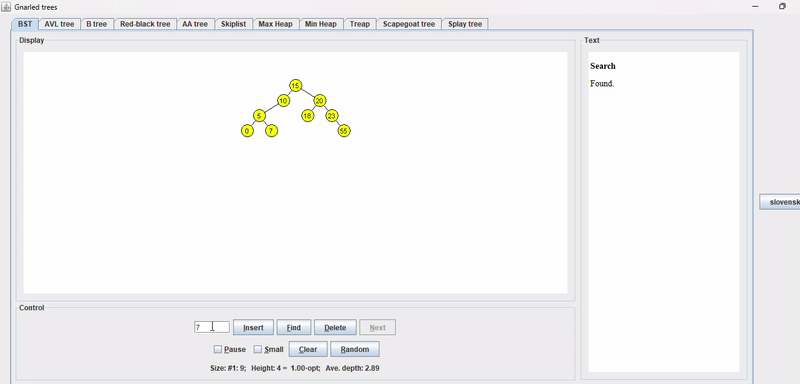 Gnarled trees
BST AVL tree B tree Red-black tree AA tree Skiplist Max Heap Min Heap Treap Scapegoat tree Splay tree
Display
15
10 20
5 18 23
0 7 55
Text
Search
Found.
slovensk
Control
7 Insert Find Delete Next
Pause Small Clear Random
Size: #1: 9; Height: 4 = 1.00·opt; Ave. depth: 2.89